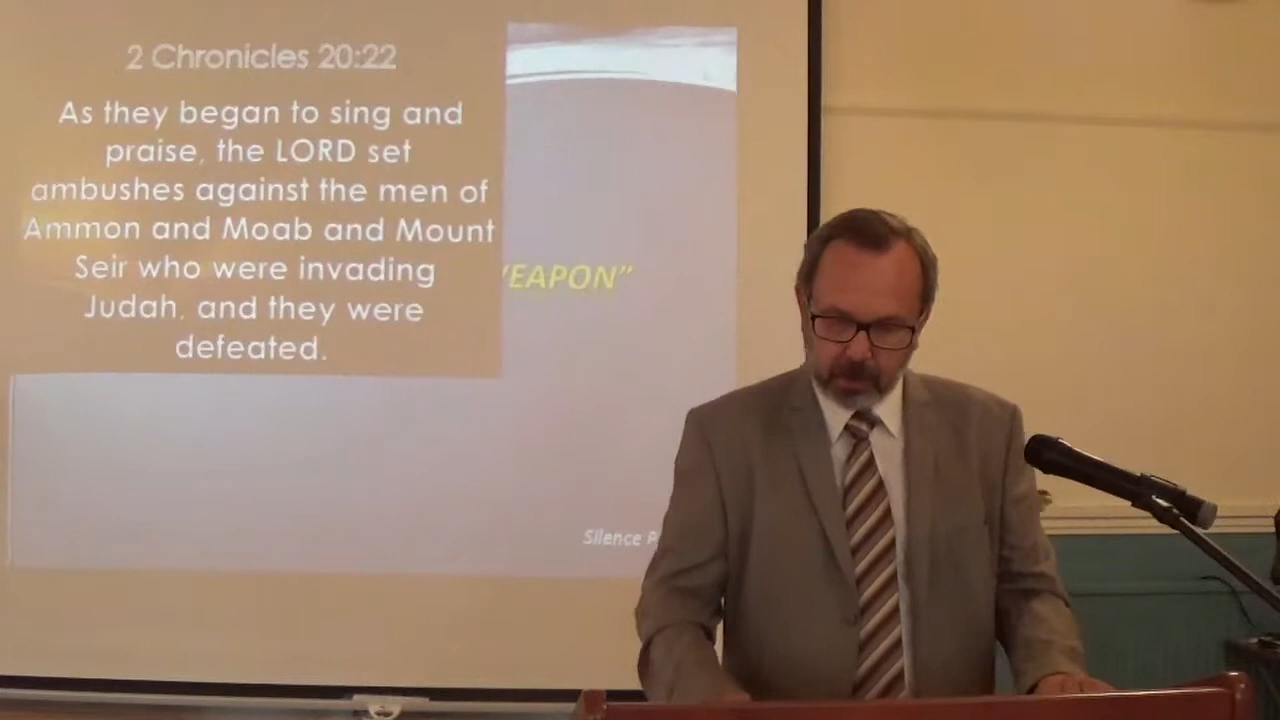 2 Chronicles 20:22
As they began to sing and
praise, the LORD set
ambushes against the men of
Ammon and Moab and Mount
Seir who were invading
Judah, and they were
defeated.
EAPON”
Silence P